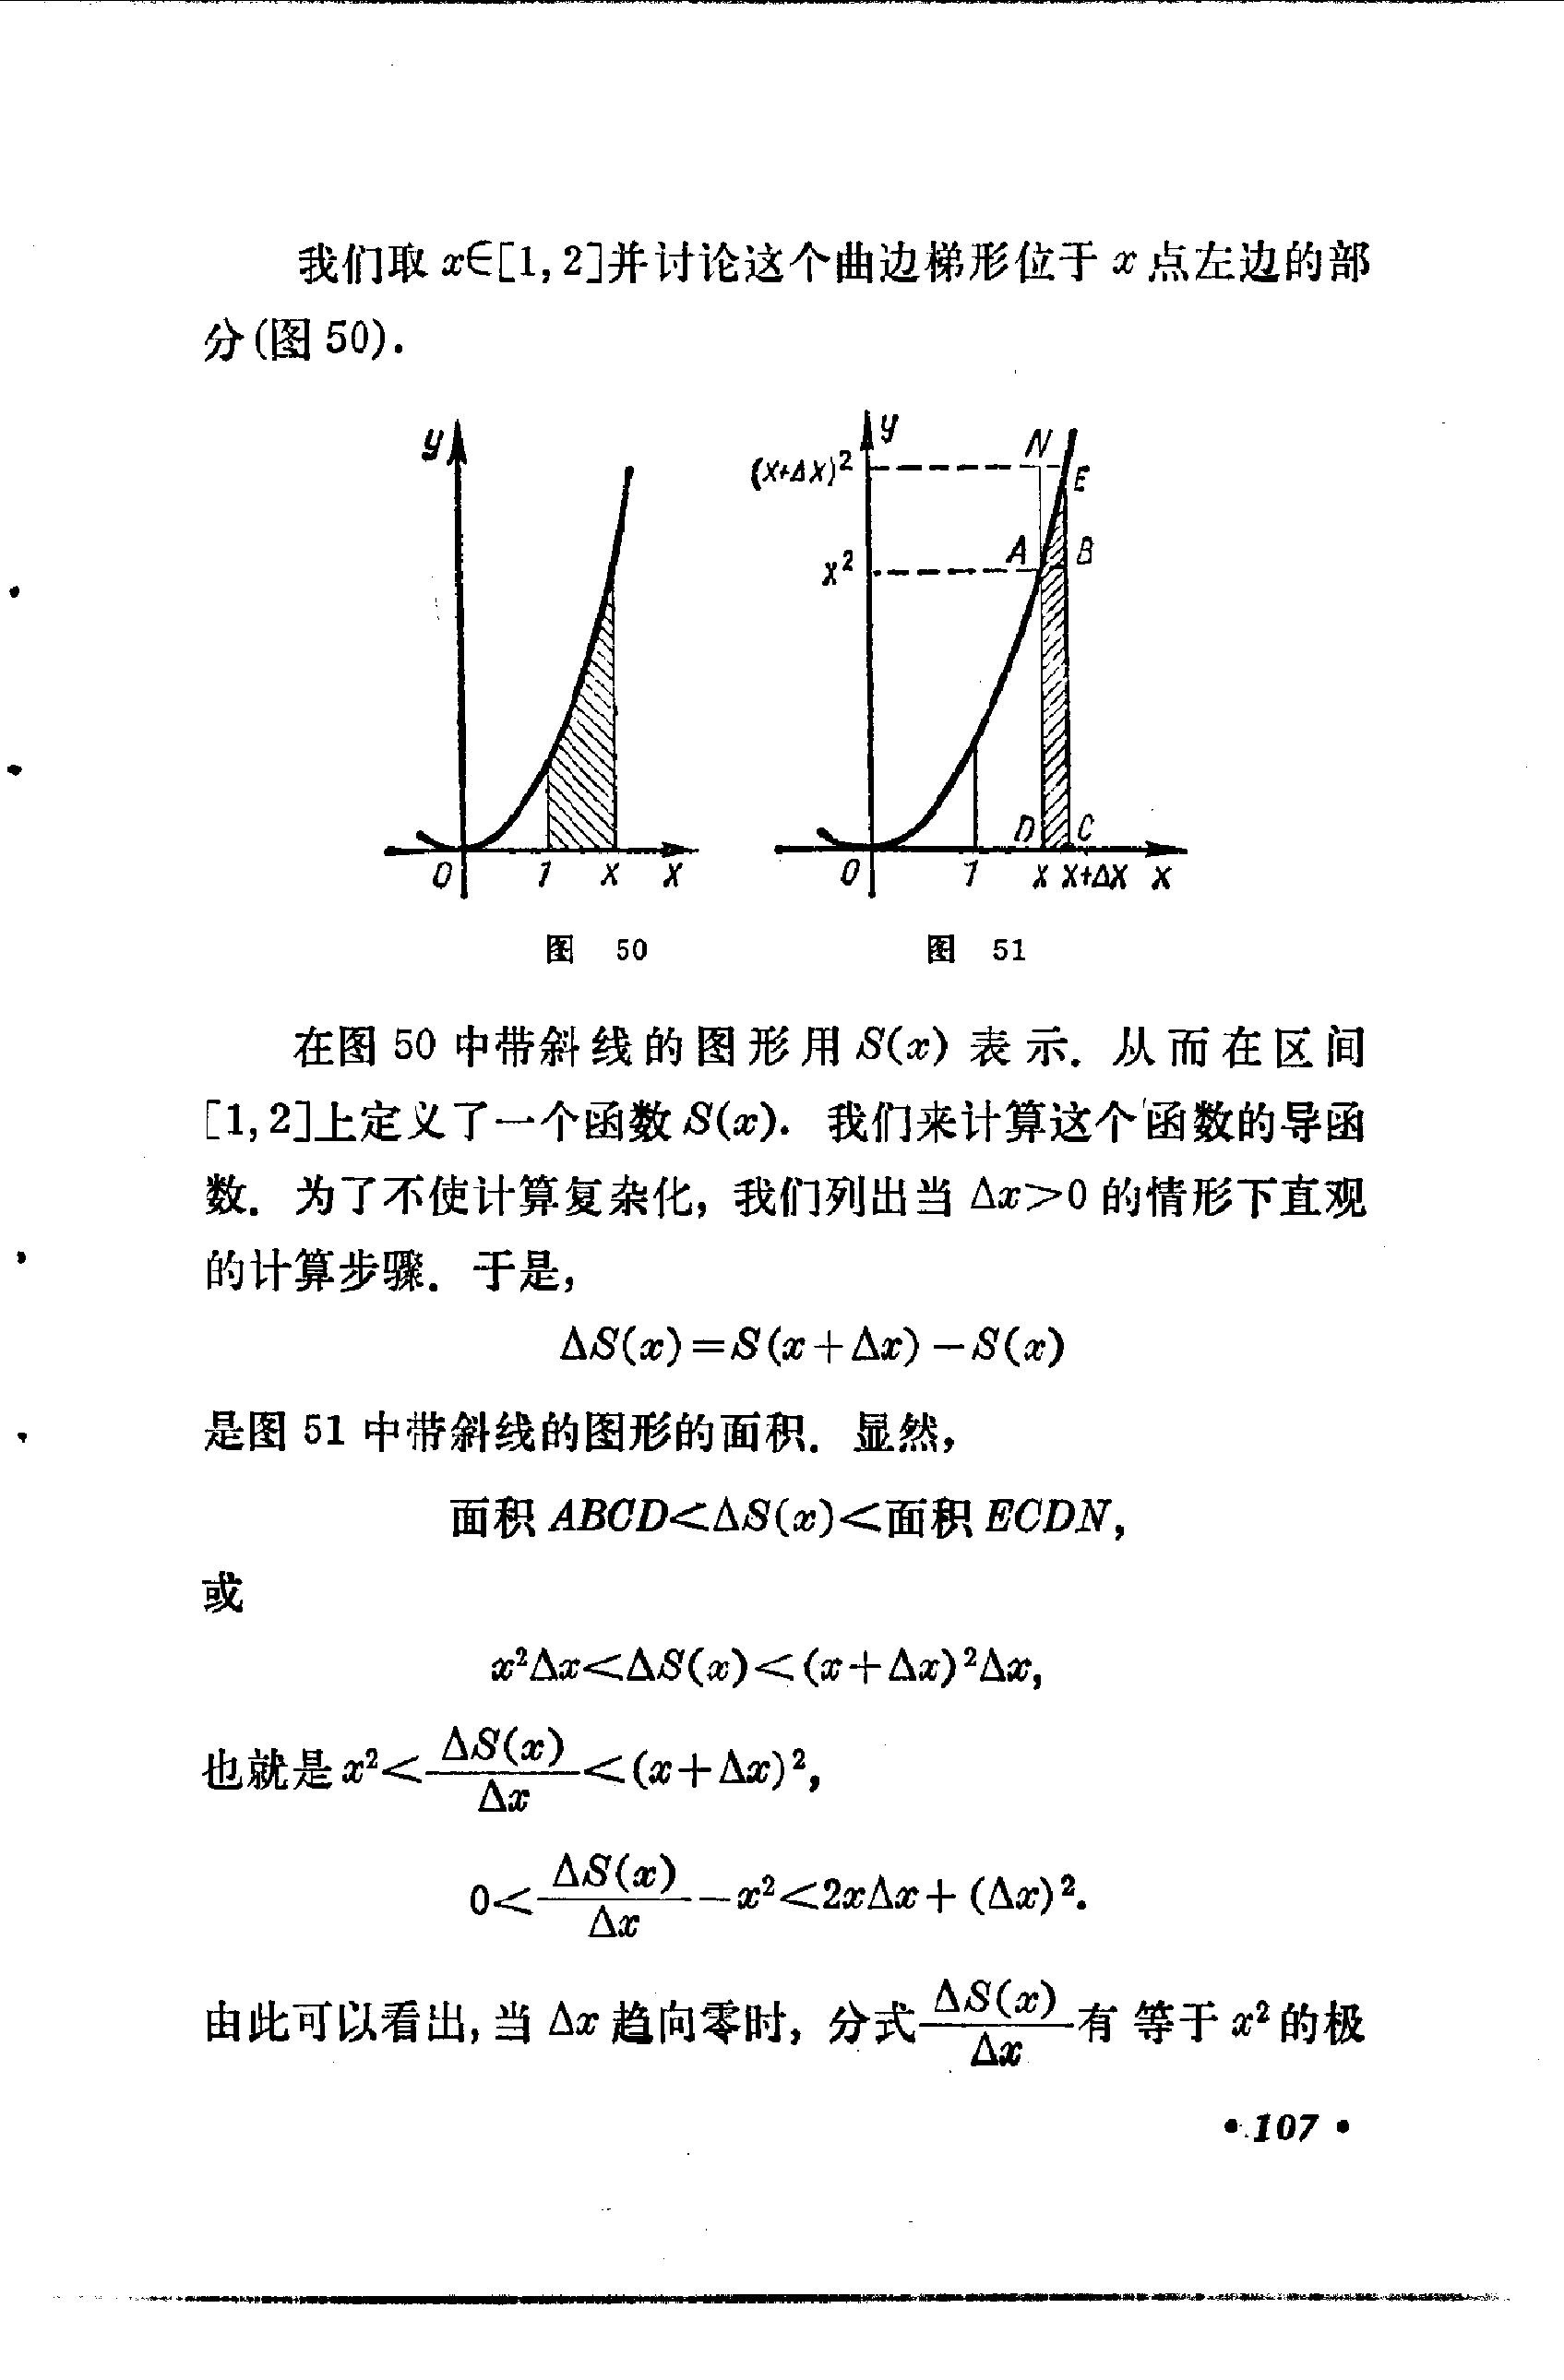 我们取 x∈[1, 2]并讨论这个曲边梯形位于 x 点左边的部
分(图 50).
y
O 1 x x
图 50
y
(x+Δx)²
N
E
x²
A
B
D
C
O 1 x x+Δx x
图 51
在图 50 中带斜线的图形用 S(x) 表示. 从而在区间
[1, 2]上定义了一个函数 S(x). 我们来计算这个函数的导函
数. 为了不使计算复杂化, 我们列出当 Δx>0 的情形下直观
的计算步骤. 于是,
ΔS(x)=S(x+Δx)-S(x)
是图 51 中带斜线的图形的面积. 显然,
面积 ABCD<ΔS(x)<面积 ECDN,
或
x²Δx<ΔS(x)<(x+Δx)²Δx,
也就是 x²<ΔS(x)/Δx<(x+Δx)²,
0<ΔS(x)/Δx-x²<2xΔx+(Δx)².
由此可以看出, 当 Δx 趋向零时, 分式 ΔS(x)/Δx 有等于 x² 的极
• 107 •